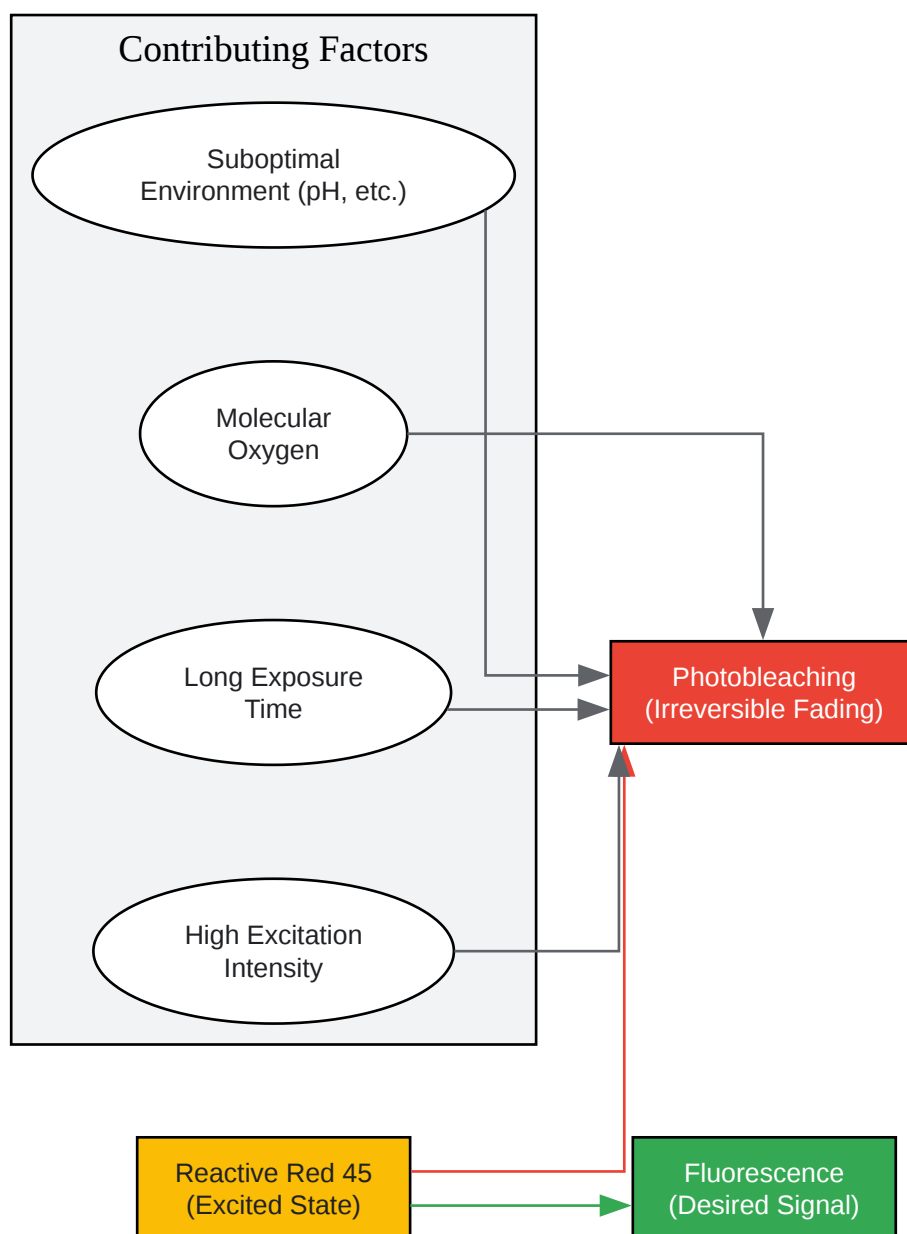 Contributing Factors
Suboptimal
Environment (pH, etc.)
Molecular
Oxygen
Long Exposure
Time
Photobleaching
(Irreversible Fading)
High Excitation
Intensity
Reactive Red 45
(Excited State)
Fluorescence
(Desired Signal)